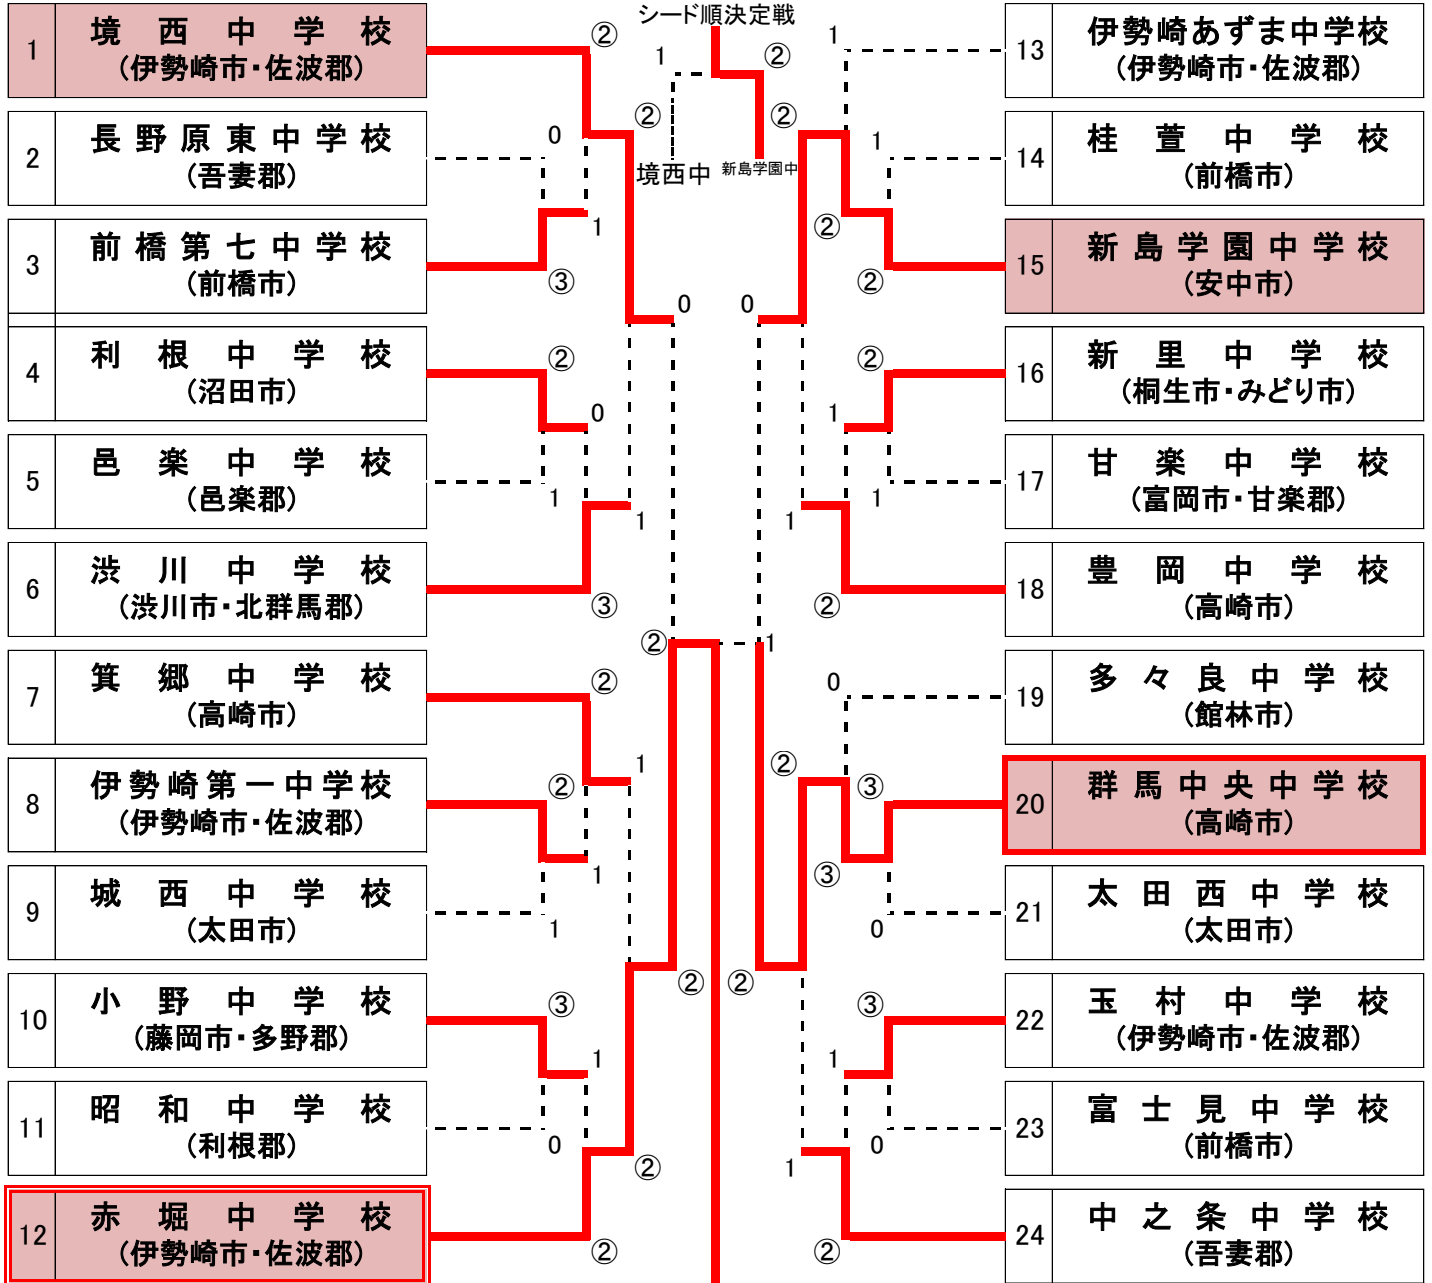 シード順決定戦
1
②
境西中
新島学園中
1
境西中学校
(伊勢崎市・佐波郡)
②
2
長野原東中学校
(吾妻郡)
0
②
3
前橋第七中学校
(前橋市)
1
③
0
4
利根中学校
(沼田市)
②
0
5
邑楽中学校
(邑楽郡)
1
1
6
渋川中学校
(渋川市・北群馬郡)
③
②
7
箕郷中学校
(高崎市)
②
1
8
伊勢崎第一中学校
(伊勢崎市・佐波郡)
②
1
9
城西中学校
(太田市)
1
②
10
小野中学校
(藤岡市・多野郡)
③
1
11
昭和中学校
(利根郡)
0
②
12
赤堀中学校
(伊勢崎市・佐波郡)
②
1
13
伊勢崎あずま中学校
(伊勢崎市・佐波郡)
②
1
14
桂萱中学校
(前橋市)
②
②
15
新島学園中学校
(安中市)
0
②
16
新里中学校
(桐生市・みどり市)
1
1
17
甘楽中学校
(富岡市・甘楽郡)
1
②
18
豊岡中学校
(高崎市)
1
0
19
多々良中学校
(館林市)
②
③
20
群馬中央中学校
(高崎市)
③
0
21
太田西中学校
(太田市)
②
③
22
玉村中学校
(伊勢崎市・佐波郡)
1
0
23
富士見中学校
(前橋市)
1
②
24
中之条中学校
(吾妻郡)